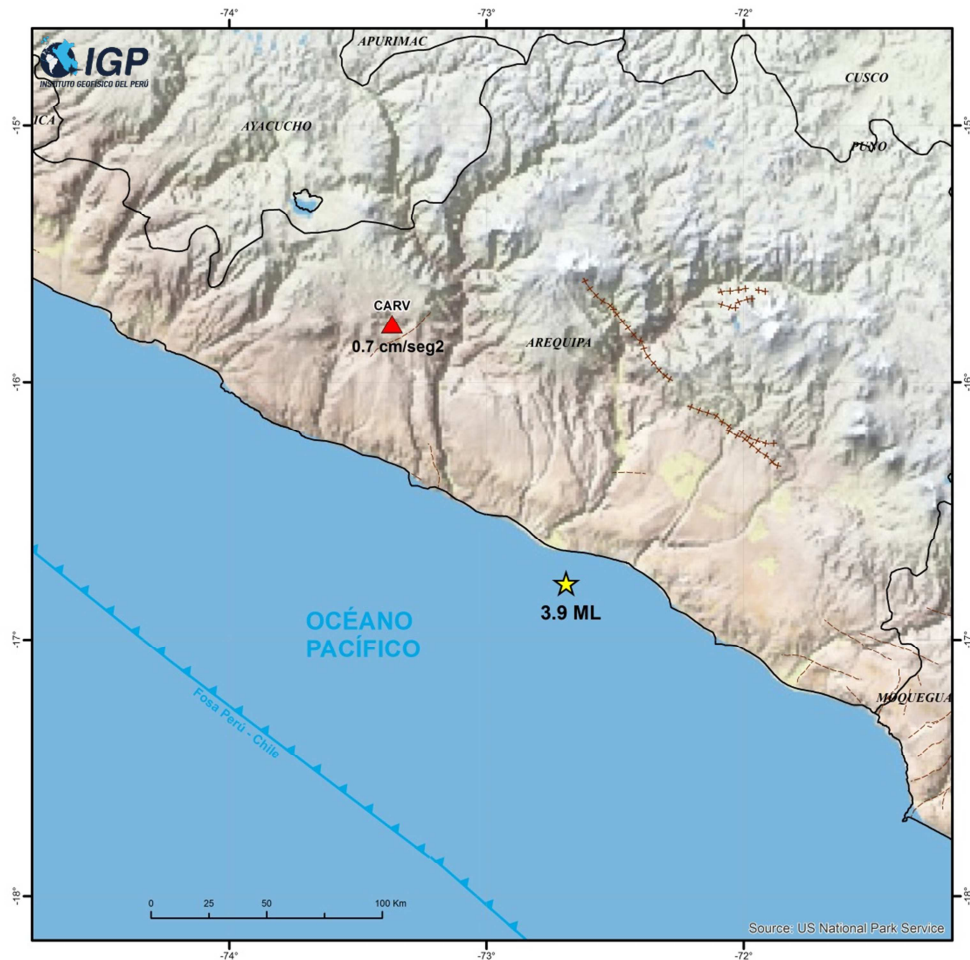 -74°
-73°
-72°
IGP
INSTITUTO GEOFÍSICO DEL PERÚ
APURIMAC
CUSCO
ICA
AYACUCHO
-15°
-15°
PUNO
CARV
0.7 cm/seg2
AREQUIPA
-16°
-16°
3.9 ML
OCÉANO
PACÍFICO
-17°
-17°
Fosa Perú - Chile
MOQUEGUA
-18°
-18°
0
25
50
100 Km
Source: US National Park Service
-74°
-73°
-72°